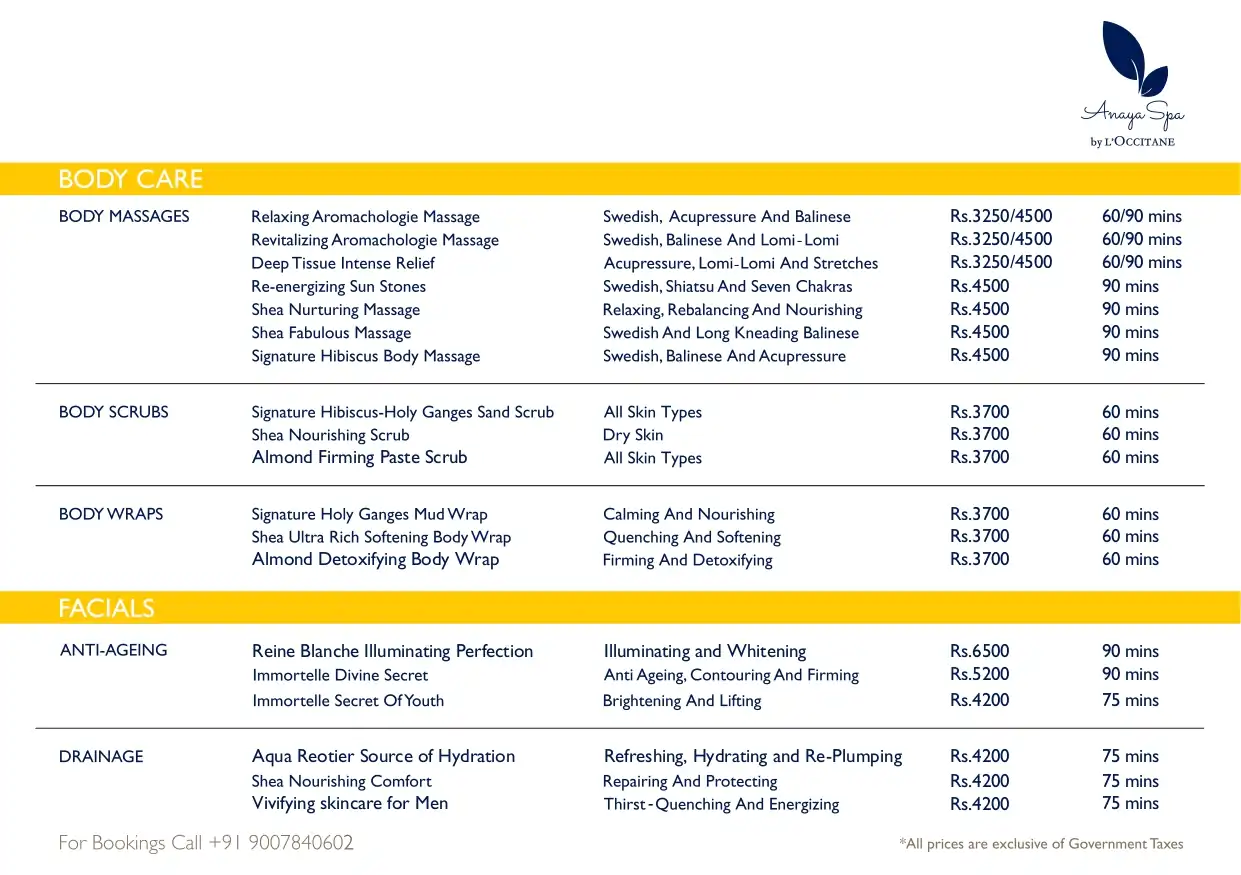 Anaya Spa
by L'OCCITANE
BODY CARE
BODY MASSAGES Relaxing Aromachologie Massage Swedish, Acupressure And Balinese Rs.3250/4500 60/90 mins
Revitalizing Aromachologie Massage Swedish, Balinese And Lomi-Lomi Rs.3250/4500 60/90 mins
Deep Tissue Intense Relief Acupressure, Lomi-Lomi And Stretches Rs.3250/4500 60/90 mins
Re-energizing Sun Stones Swedish, Shiatsu And Seven Chakras Rs.4500 90 mins
Shea Nurturing Massage Relaxing, Rebalancing And Nourishing Rs.4500 90 mins
Shea Fabulous Massage Swedish And Long Kneading Balinese Rs.4500 90 mins
Signature Hibiscus Body Massage Swedish, Balinese And Acupressure Rs.4500 90 mins
BODY SCRUBS Signature Hibiscus-Holy Ganges Sand Scrub All Skin Types Rs.3700 60 mins
Shea Nourishing Scrub Dry Skin Rs.3700 60 mins
Almond Firming Paste Scrub All Skin Types Rs.3700 60 mins
BODY WRAPS Signature Holy Ganges Mud Wrap Calming And Nourishing Rs.3700 60 mins
Shea Ultra Rich Softening Body Wrap Quenching And Softening Rs.3700 60 mins
Almond Detoxifying Body Wrap Firming And Detoxifying Rs.3700 60 mins
FACIALS
ANTI-AGEING Reine Blanche Illuminating Perfection Illuminating and Whitening Rs.6500 90 mins
Immortelle Divine Secret Anti Ageing, Contouring And Firming Rs.5200 90 mins
Immortelle Secret Of Youth Brightening And Lifting Rs.4200 75 mins
DRAINAGE Aqua Reotier Source of Hydration Refreshing, Hydrating and Re-Plumping Rs.4200 75 mins
Shea Nourishing Comfort Repairing And Protecting Rs.4200 75 mins
Vivifying skincare for Men Thirst-Quenching And Energizing Rs.4200 75 mins
For Bookings Call +91 9007840602 *All prices are exclusive of Government Taxes